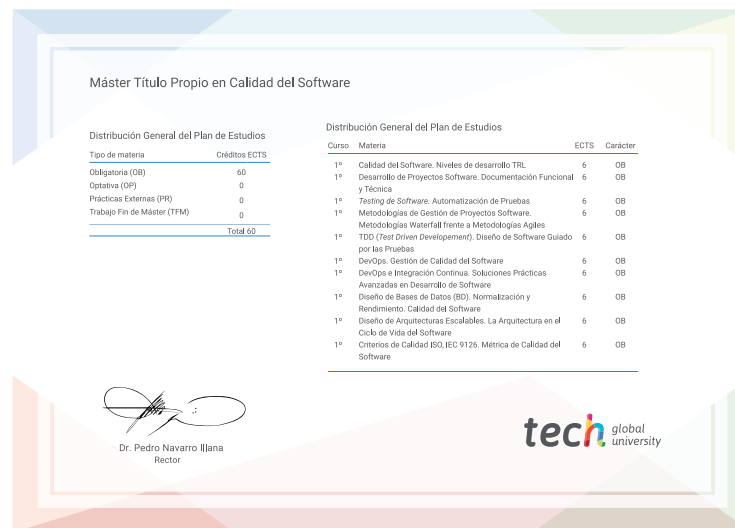 Máster Título Propio en Calidad del Software
Distribución General del Plan de Estudios
Tipo de materia Créditos ECTS
Obligatoria (OB) 60
Optativa (OP) 0
Prácticas Externas (PR) 0
Trabajo Fin de Máster (TFM) 0
Total 60
Distribución General del Plan de Estudios
Curso Materia ECTS Carácter
1º Calidad del Software. Niveles de desarrollo TRL 6 OB
1º Desarrollo de Proyectos Software. Documentación Funcional 6 OB
y Técnica
1º Testing de Software. Automatización de Pruebas 6 OB
1º Metodologías de Gestión de Proyectos Software. 6 OB
Metodologías Waterfall frente a Metodologías Agiles
1º TDD (Test Driven Developement). Diseño de Software Guiado 6 OB
por las Pruebas
1º DevOps. Gestión de Calidad del Software 6 OB
1º DevOps e Integración Continua. Soluciones Prácticas 6 OB
Avanzadas en Desarrollo de Software
1º Diseño de Bases de Datos (BD). Normalización y 6 OB
Rendimiento. Calidad del Software
1º Diseño de Arquitecturas Escalables. La Arquitectura en el 6 OB
Ciclo de Vida del Software
1º Criterios de Calidad ISO, IEC 9126. Métrica de Calidad del 6 OB
Software
Dr. Pedro Navarro Illana
Rector
tech global
university